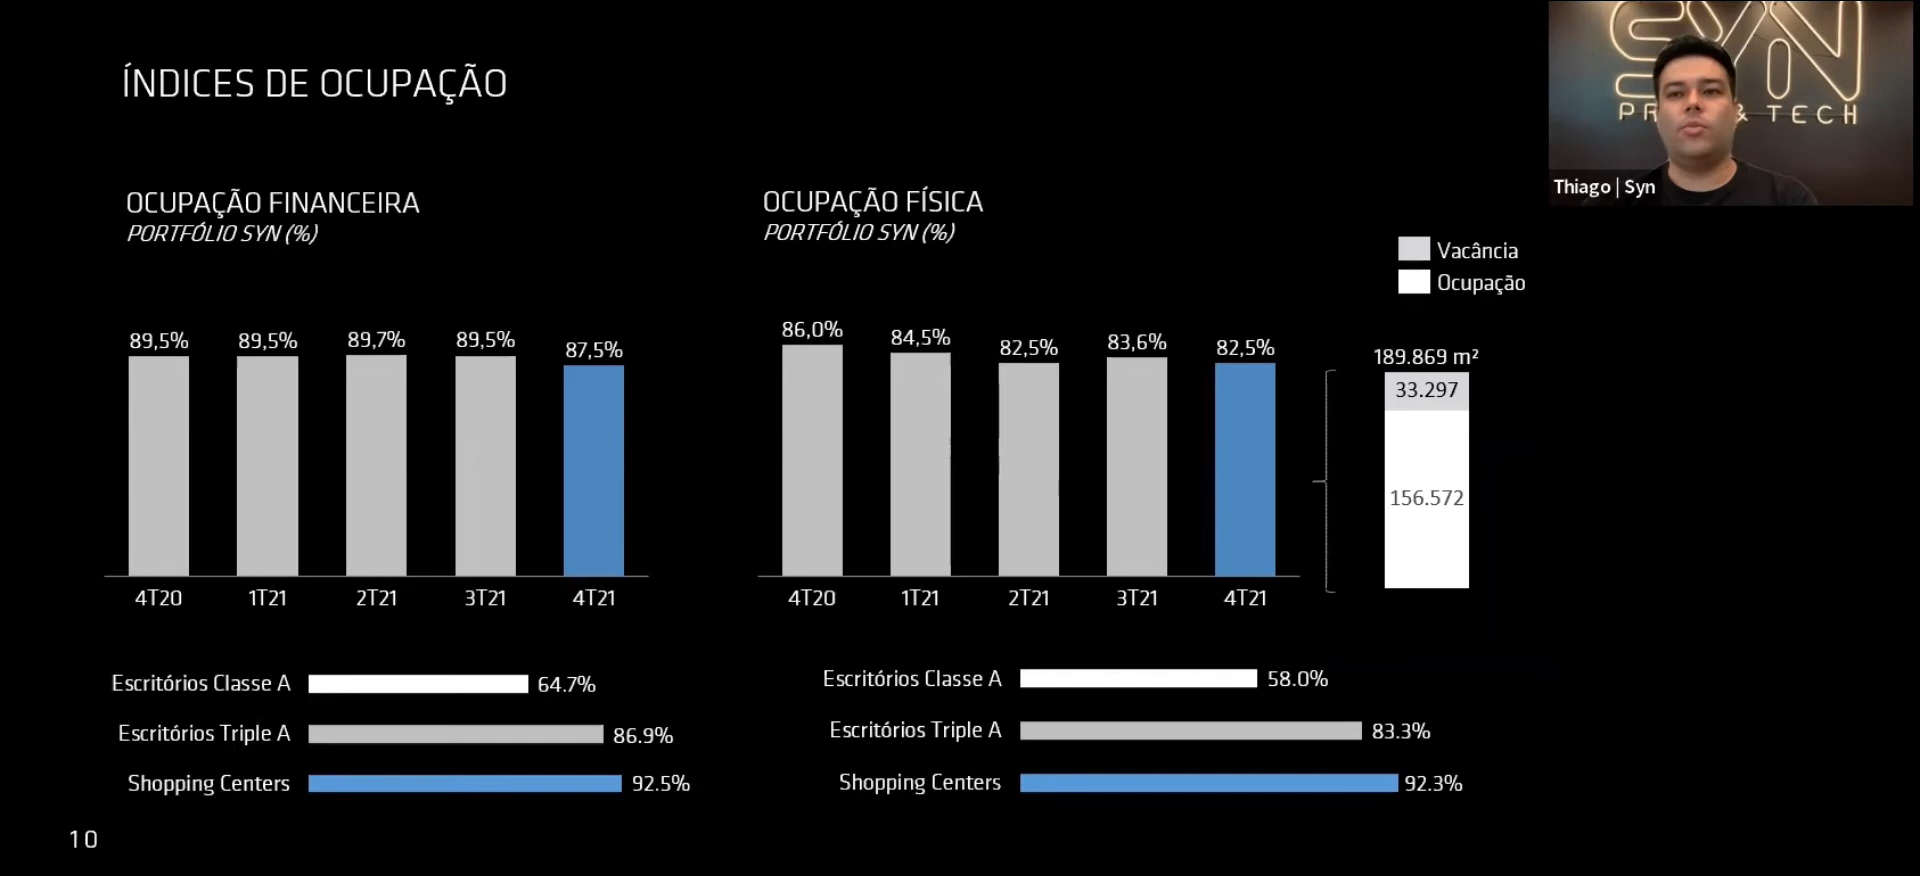 ÍNDICES DE OCUPAÇÃO
SYN
PR & TECH
Thiago | Syn
OCUPAÇÃO FINANCEIRA
PORTFÓLIO SYN (%)
89,5%
89,5%
89,7%
89,5%
87,5%
4T20
1T21
2T21
3T21
4T21
Escritórios Classe A 64.7%
Escritórios Triple A 86.9%
Shopping Centers 92.5%
OCUPAÇÃO FÍSICA
PORTFÓLIO SYN (%)
Vacância
Ocupação
86,0%
84,5%
82,5%
83,6%
82,5%
4T20
1T21
2T21
3T21
4T21
189.869 m²
33.297
156.572
Escritórios Classe A 58.0%
Escritórios Triple A 83.3%
Shopping Centers 92.3%
10